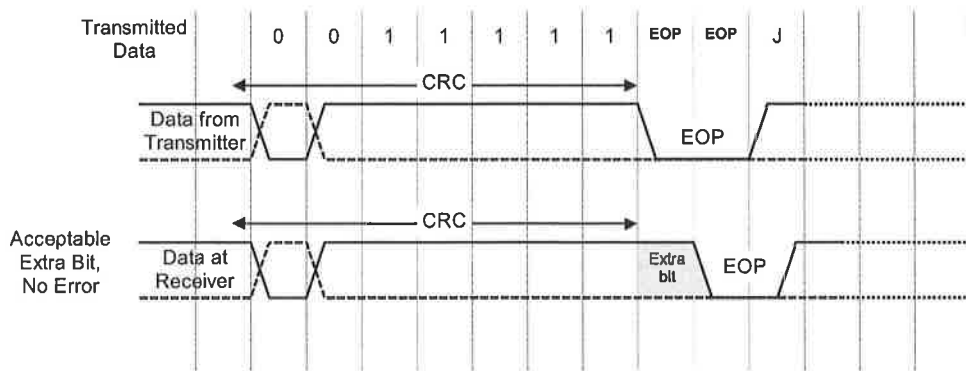 Transmitted
Data
0 0 1 1 1 1 1 EOP EOP J
CRC
Data from
Transmitter
EOP
CRC
Acceptable
Extra Bit,
No Error
Data at
Receiver
Extra
bit
EOP